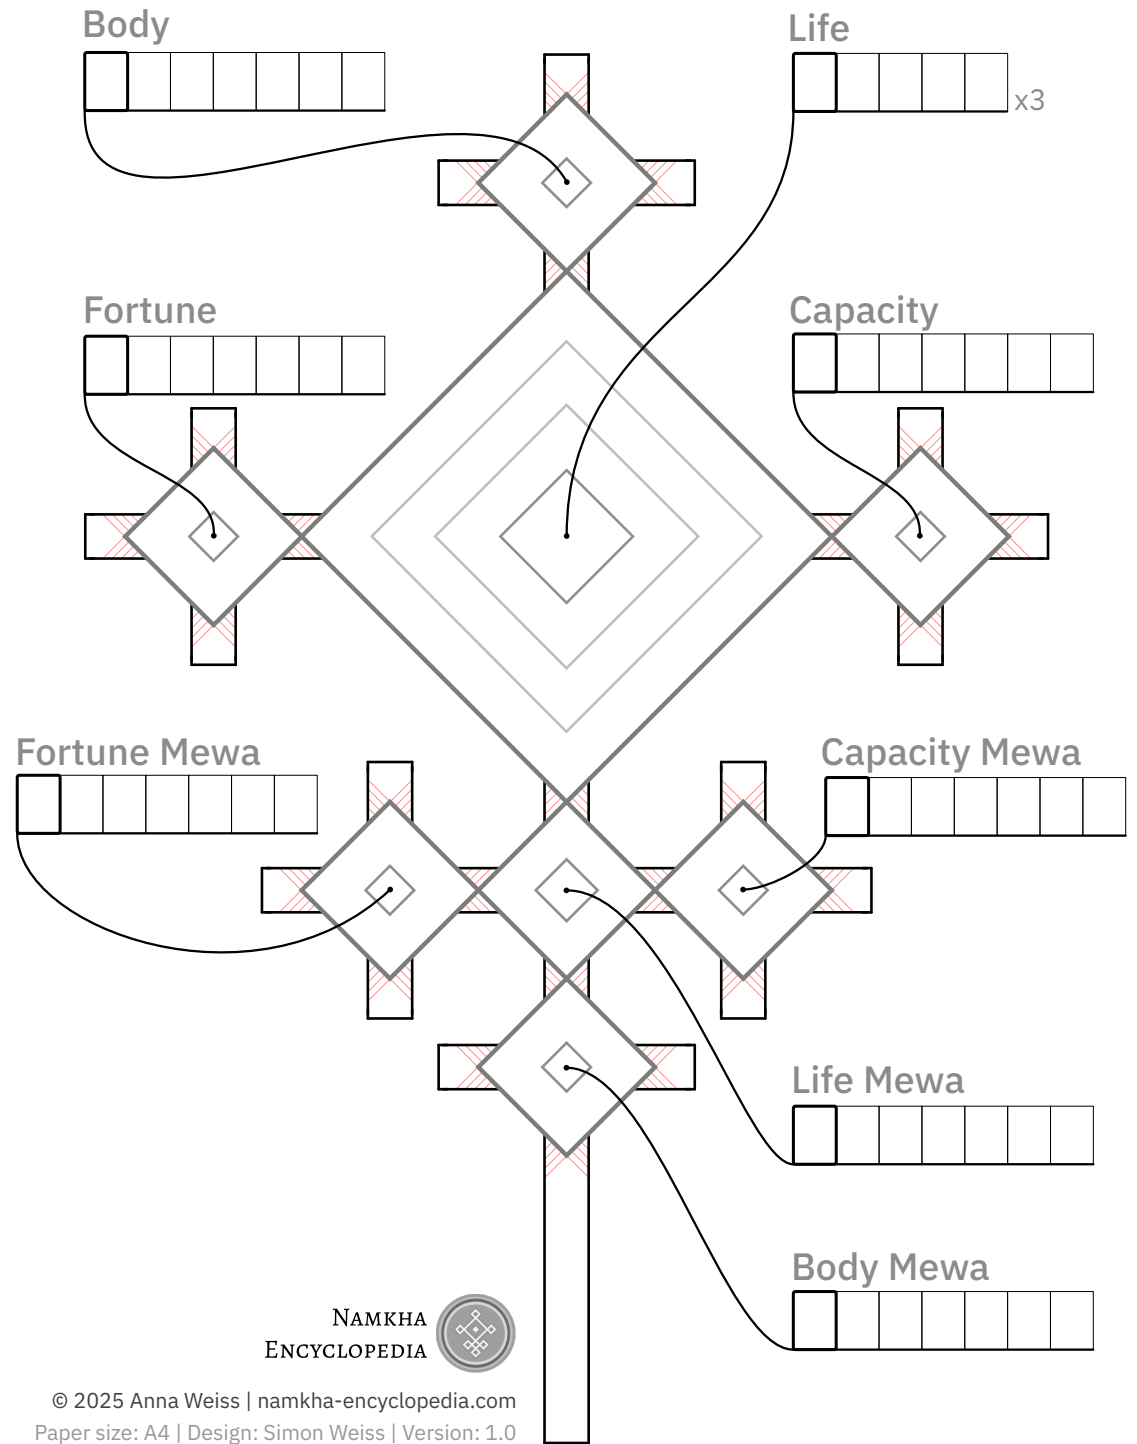 Body
Life
x3
Fortune
Capacity
Fortune Mewa
Capacity Mewa
Life Mewa
Body Mewa
Namkha
Encyclopedia
© 2025 Anna Weiss | namkha-encyclopedia.com
Paper size: A4 | Design: Simon Weiss | Version: 1.0